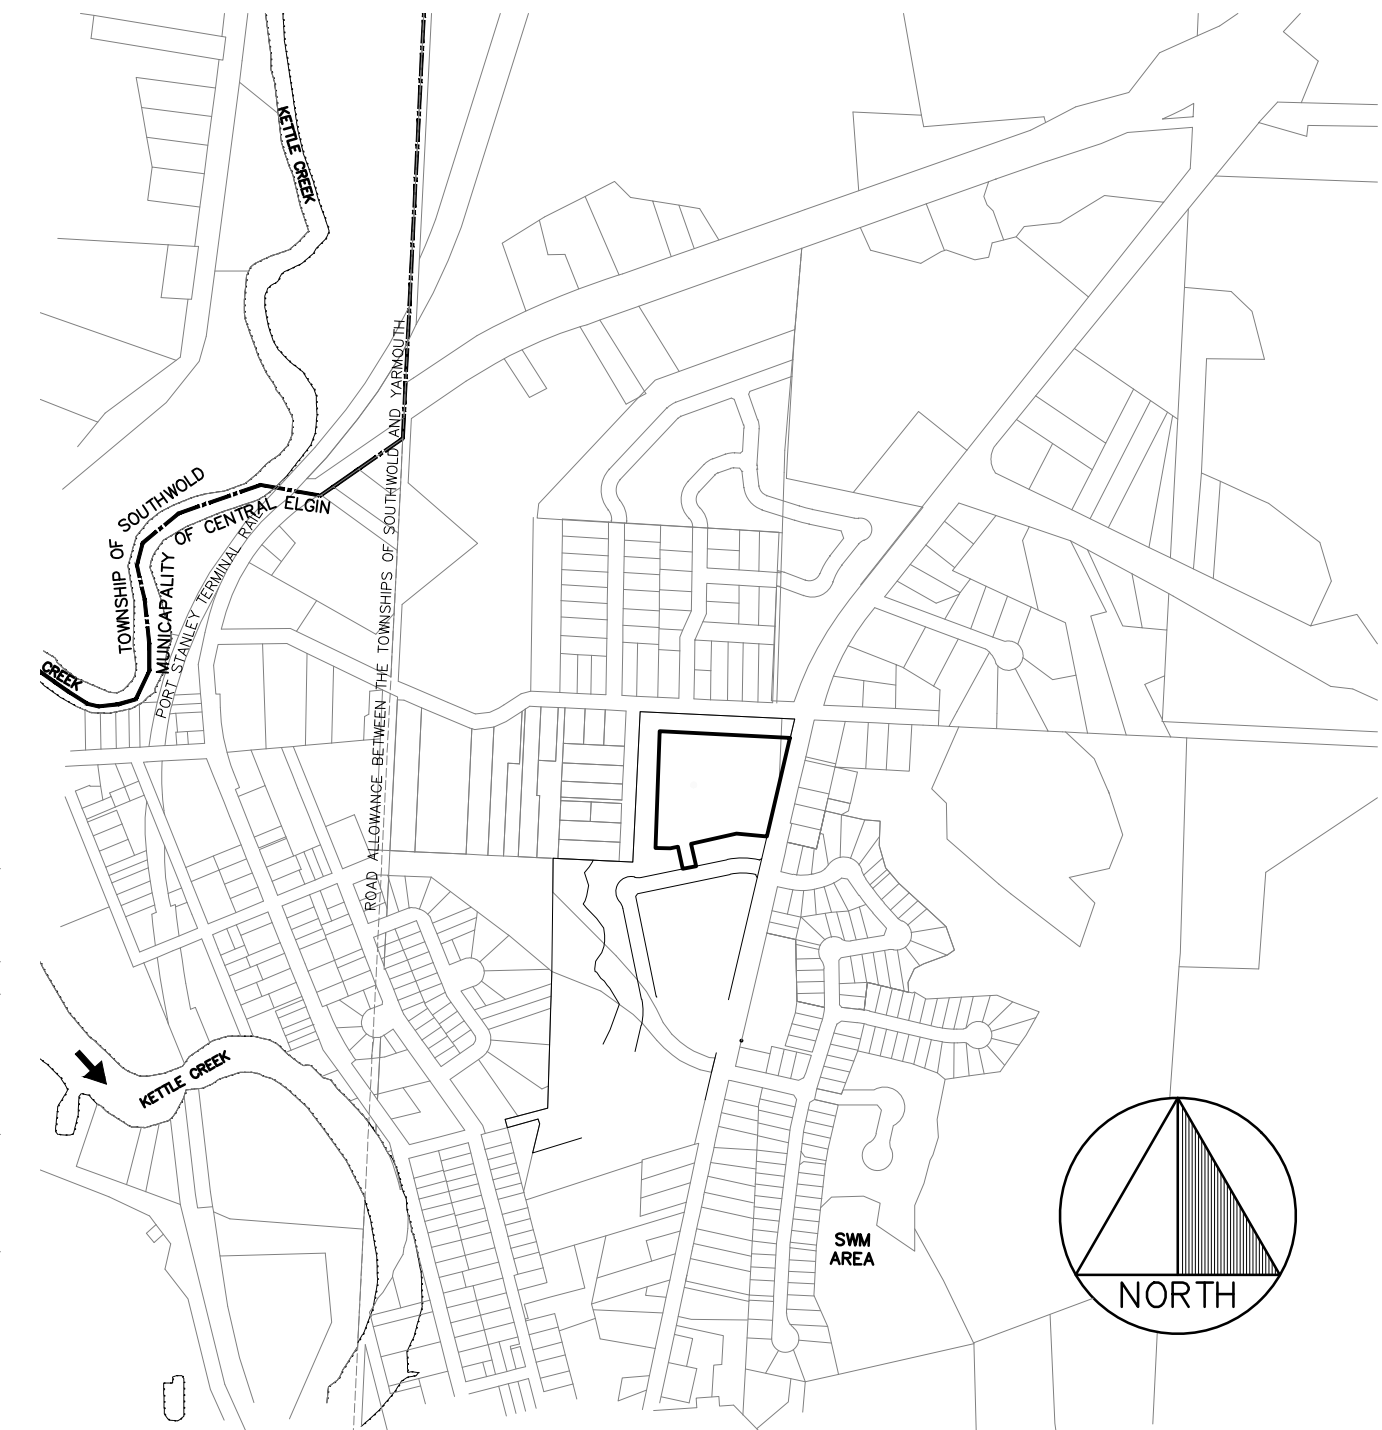 KETTLE CREEK
ROAD ALLOWANCE BETWEEN THE TOWNSHIPS OF SOUTHWOLD AND YARMOUTH
TOWNSHIP OF SOUTHWOLD
MUNICAPALITY OF CENTRAL ELGIN
PORT STANLEY TERMINAL RAIL
CREEK
KETTLE CREEK
SWM
AREA
NORTH